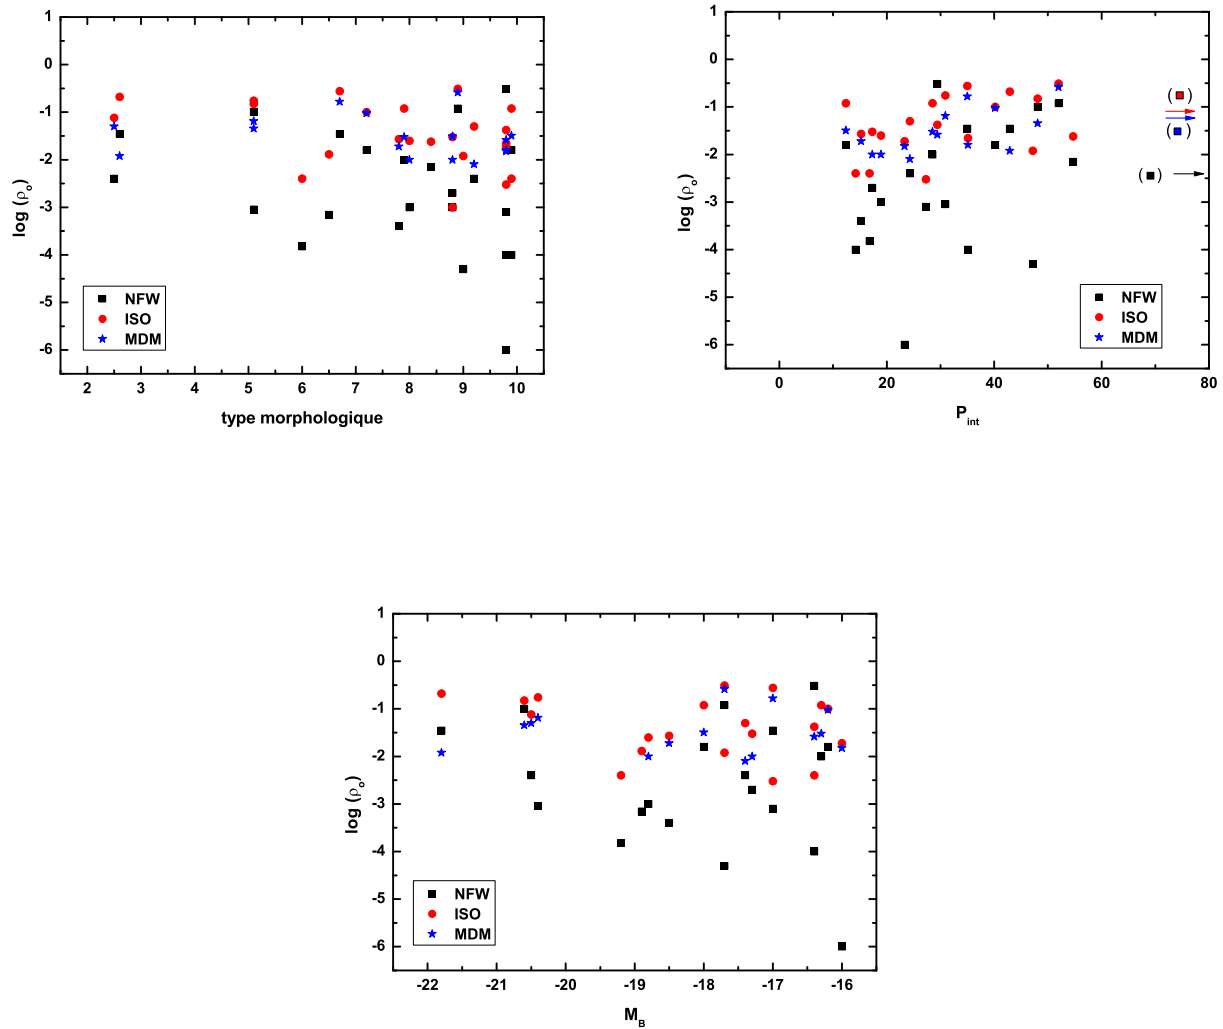 1
0
-1
-2
-3
-4
-5
-6
log (ρo)
NFW
ISO
MDM
2 3 4 5 6 7 8 9 10
type morphologique
1
0
-1
-2
-3
-4
-5
-6
log (ρo)
( )
( )
( )
NFW
ISO
MDM
0 20 40 60 80
Pint
1
0
-1
-2
-3
-4
-5
-6
log (ρo)
NFW
ISO
MDM
-22 -21 -20 -19 -18 -17 -16
MB